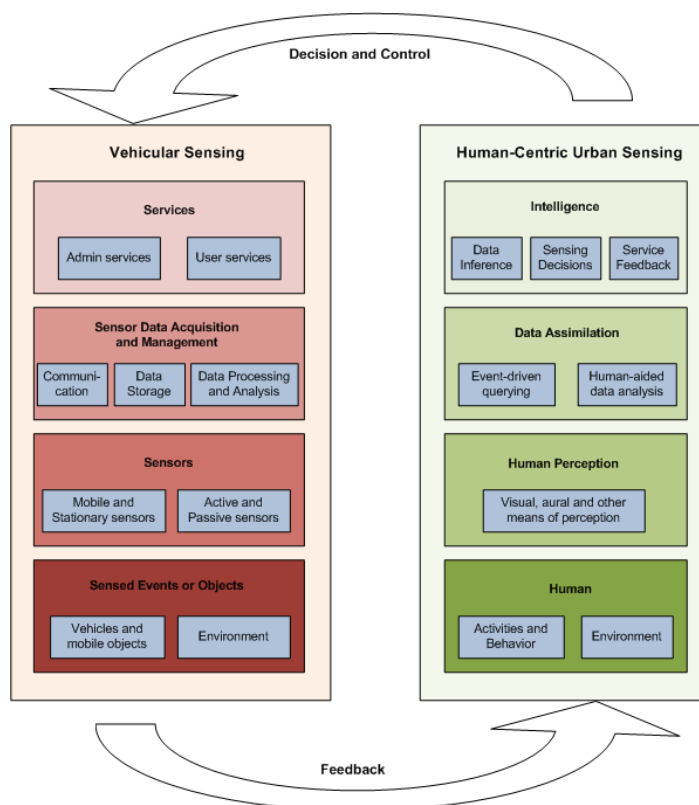 Decision and Control
Vehicular Sensing
Services
Admin services
User services
Sensor Data Acquisition
and Management
Communi-
cation
Data
Storage
Data Processing
and Analysis
Sensors
Mobile and
Stationary sensors
Active and
Passive sensors
Sensed Events or Objects
Vehicles and
mobile objects
Environment
Human-Centric Urban Sensing
Intelligence
Data
Inference
Sensing
Decisions
Service
Feedback
Data Assimilation
Event-driven
querying
Human-aided
data analysis
Human Perception
Visual, aural and other
means of perception
Human
Activities and
Behavior
Environment
Feedback